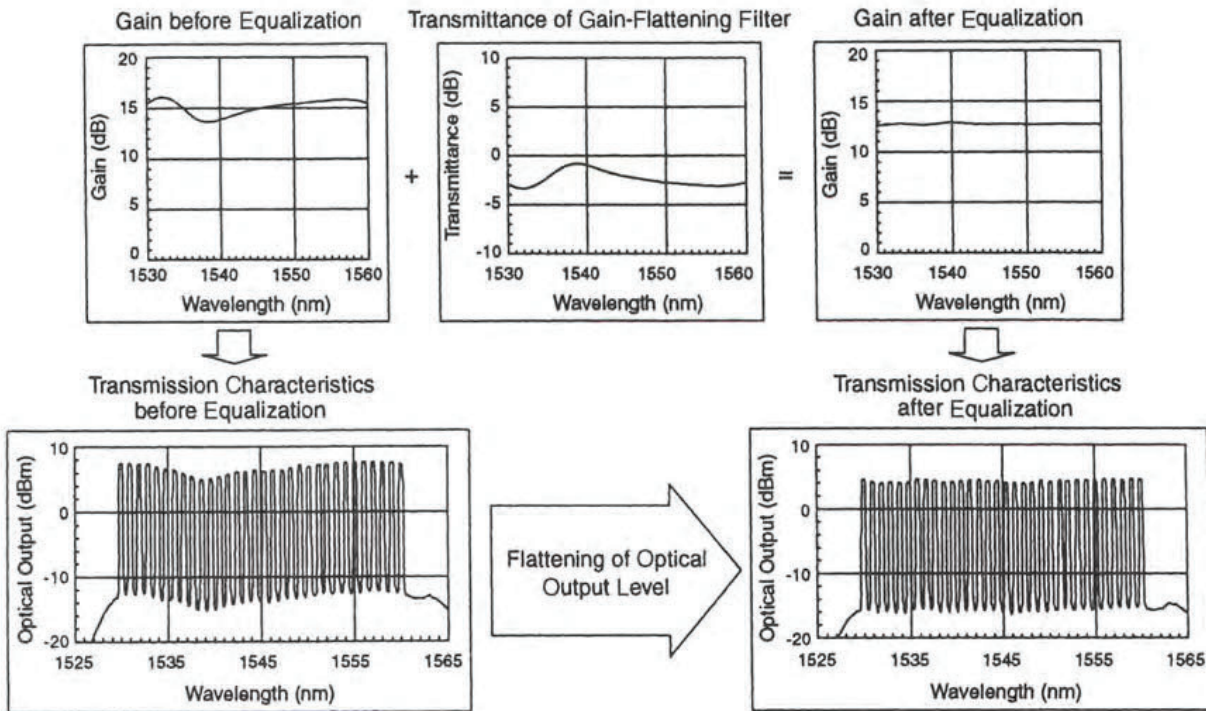 Gain before Equalization
Transmittance of Gain-Flattening Filter
Gain after Equalization
20
15
10
5
0
Gain (dB)
1530 1540 1550 1560
Wavelength (nm)
+
10
5
0
-5
-10
Transmittance (dB)
1530 1540 1550 1560
Wavelength (nm)
=
20
15
10
5
0
Gain (dB)
1530 1540 1550 1560
Wavelength (nm)
Transmission Characteristics
before Equalization
10
0
-10
-20
Optical Output (dBm)
1525 1535 1545 1555 1565
Wavelength (nm)
Flattening of Optical
Output Level
Transmission Characteristics
after Equalization
10
0
-10
-20
Optical Output (dBm)
1525 1535 1545 1555 1565
Wavelength (nm)